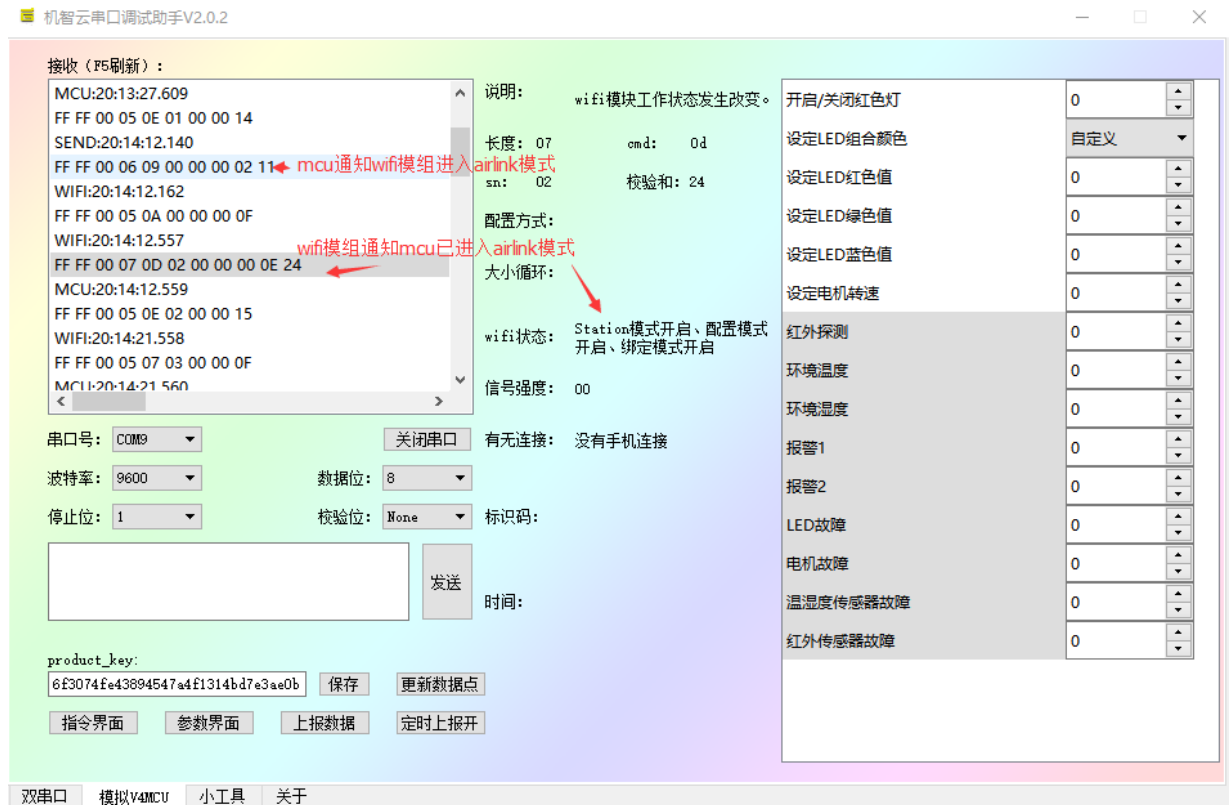 机智云串口调试助手V2.0.2
接收（F5刷新）:
MCU:20:13:27.609
FF FF 00 05 0E 01 00 00 14
SEND:20:14:12.140
FF FF 00 06 09 00 00 00 02 11
mcu通知wifi模组进入airlink模式
WIFI:20:14:12.162
FF FF 00 05 0A 00 00 00 0F
WIFI:20:14:12.557
wifi模组通知mcu已进入airlink模式
FF FF 00 07 0D 02 00 00 00 0E 24
MCU:20:14:12.559
FF FF 00 05 0E 02 00 00 15
WIFI:20:14:21.558
FF FF 00 05 07 03 00 00 0F
MCU:20:14:21.560
串口号: COM9 关闭串口
波特率: 9600 数据位: 8
停止位: 1 校验位: None
发送
product_key:
6f3074fe43894547a4f1314bd7e3ae0b 保存 更新数据点
指令界面 参数界面 上报数据 定时上报开
说明: wifi模块工作状态发生改变。
长度: 07 cmd: 0d
sn: 02 校验和: 24
配置方式:
大小循环:
wifi状态: Station模式开启、配置模式
开启、绑定模式开启
信号强度: 00
有无连接: 没有手机连接
标识码:
时间:
开启/关闭红色灯 0
设定LED组合颜色 自定义
设定LED红色值 0
设定LED绿色值 0
设定LED蓝色值 0
设定电机转速 0
红外探测 0
环境温度 0
环境湿度 0
报警1 0
报警2 0
LED故障 0
电机故障 0
温湿度传感器故障 0
红外传感器故障 0
双串口 模拟V4MCU 小工具 关于